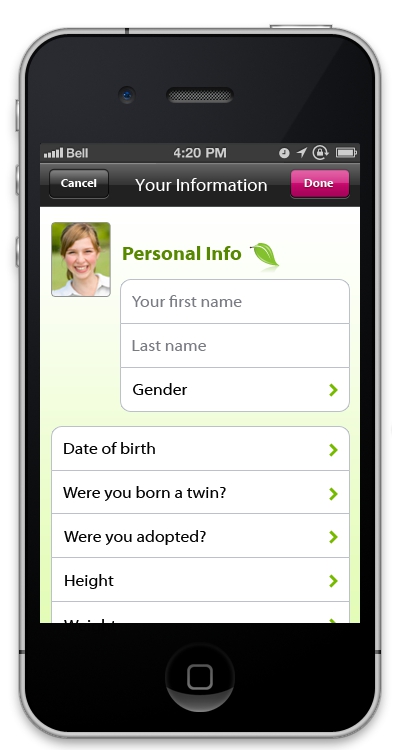 Bell 4:20 PM
Cancel Your Information Done
Personal Info
Your first name
Last name
Gender
Date of birth
Were you born a twin?
Were you adopted?
Height